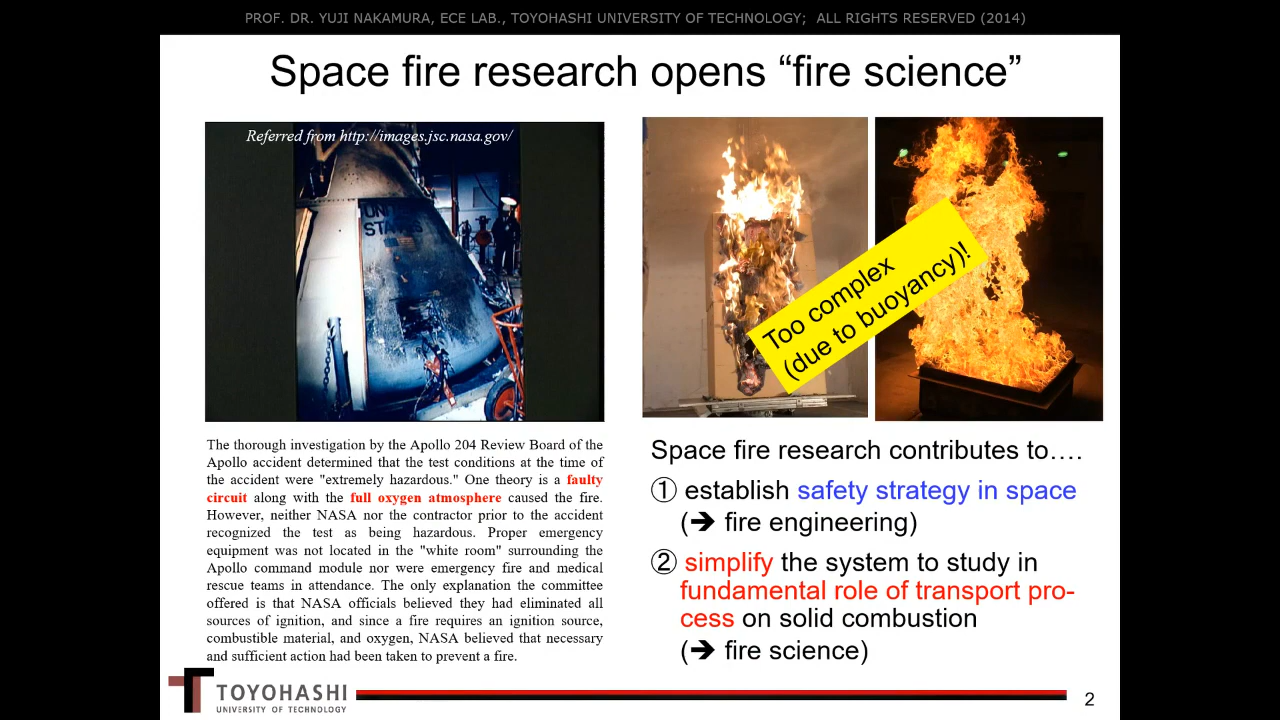 PROF. DR. YUJI NAKAMURA, ECE LAB., TOYOHASHI UNIVERSITY OF TECHNOLOGY; ALL RIGHTS RESERVED (2014)
Space fire research opens “fire science”
Referred from http://images.jsc.nasa.gov/
UNITED
STATES
The thorough investigation by the Apollo 204 Review Board of the
Apollo accident determined that the test conditions at the time of
the accident were "extremely hazardous." One theory is a faulty
circuit along with the full oxygen atmosphere caused the fire.
However, neither NASA nor the contractor prior to the accident
recognized the test as being hazardous. Proper emergency
equipment was not located in the "white room" surrounding the
Apollo command module nor were emergency fire and medical
rescue teams in attendance. The only explanation the committee
offered is that NASA officials believed they had eliminated all
sources of ignition, and since a fire requires an ignition source,
combustible material, and oxygen, NASA believed that necessary
and sufficient action had been taken to prevent a fire.
Too complex
(due to buoyancy)!
Space fire research contributes to….
① establish safety strategy in space
(➔ fire engineering)
② simplify the system to study in
fundamental role of transport pro-
cess on solid combustion
(➔ fire science)
TOYOHASHI
UNIVERSITY OF TECHNOLOGY
2